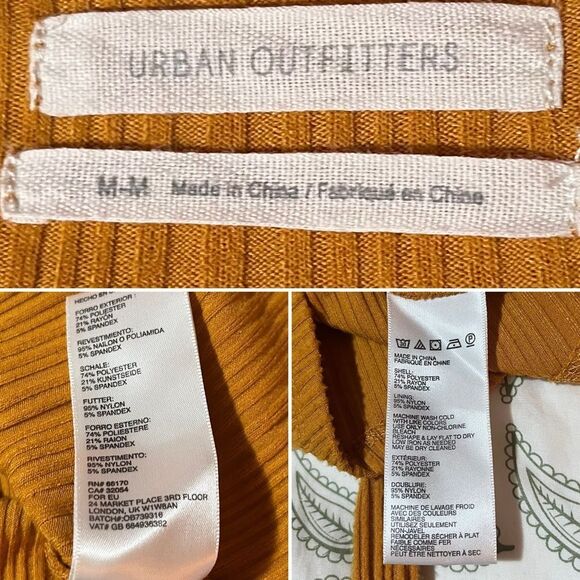 URBAN OUTFITTERS
M-M Made in China / Fabriqué en Chine
FORRO EXTERIOR :
74% POLIESTER
21% RAYON
5% SPANDEX
REVESTIMIENTO:
95% NAILON O POLIAMIDA
5% SPANDEX
SCHALE:
74% POLYESTER
21% KUNSTSEIDE
5% SPANDEX
FUTTER:
95% NYLON
5% SPANDEX
FORRO ESTERNO:
74% POLIESTERE
21% RAION
5% SPANDEX
RIVESTIMENTO:
95% NYLON
5% SPANDEX
RN# 66170
CA# 32054
FOR EU
24 MARKET PLACE 3RD FLOOR
LONDON, UK W1W8AN
BATCH#:OB739316
VAT# GB 664936382
MADE IN CHINA
FABRIQUÉ EN CHINE
SHELL:
74% POLYESTER
21% RAYON
5% SPANDEX
LINING:
95% NYLON
5% SPANDEX
MACHINE WASH COLD
WITH LIKE COLORS
USE ONLY NON-CHLORINE
BLEACH
RESHAPE & LAY FLAT TO DRY
LOW IRON AS NEEDED
MAY BE DRY CLEANED
EXTÉRIEUR:
74% POLYESTER
21% RAYONNE
5% SPANDEX
DOUBLURE:
95% NYLON
5% SPANDEX
MACHINE DE LAVAGE FROID
AVEC DES COULEURS
SIMILAIRES
UTILISEZ SEULEMENT
NON-JAVEL
REMODELER SÉCHER À PLAT
FAIBLE COMME FER
NÉCESSAIRES
PEUT ÊTRE NETTOYER À SEC